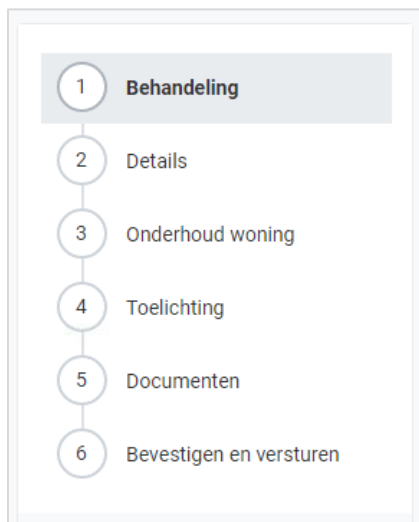 1 Behandeling
2 Details
3 Onderhoud woning
4 Toelichting
5 Documenten
6 Bevestigen en versturen